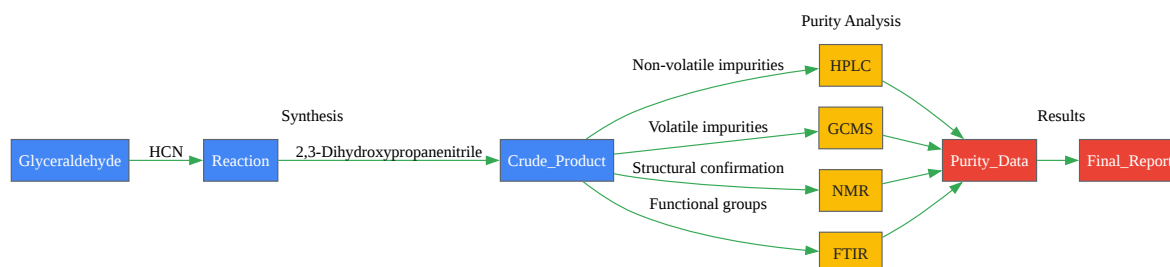 Purity Analysis
Non-volatile impurities
HPLC
Synthesis
Volatile impurities
GCMS
Results
Glyceraldehyde
HCN
Reaction
2,3-Dihydroxypropanenitrile
Crude_Product
Structural confirmation
NMR
Purity_Data
Final_Report
Functional groups
FTIR